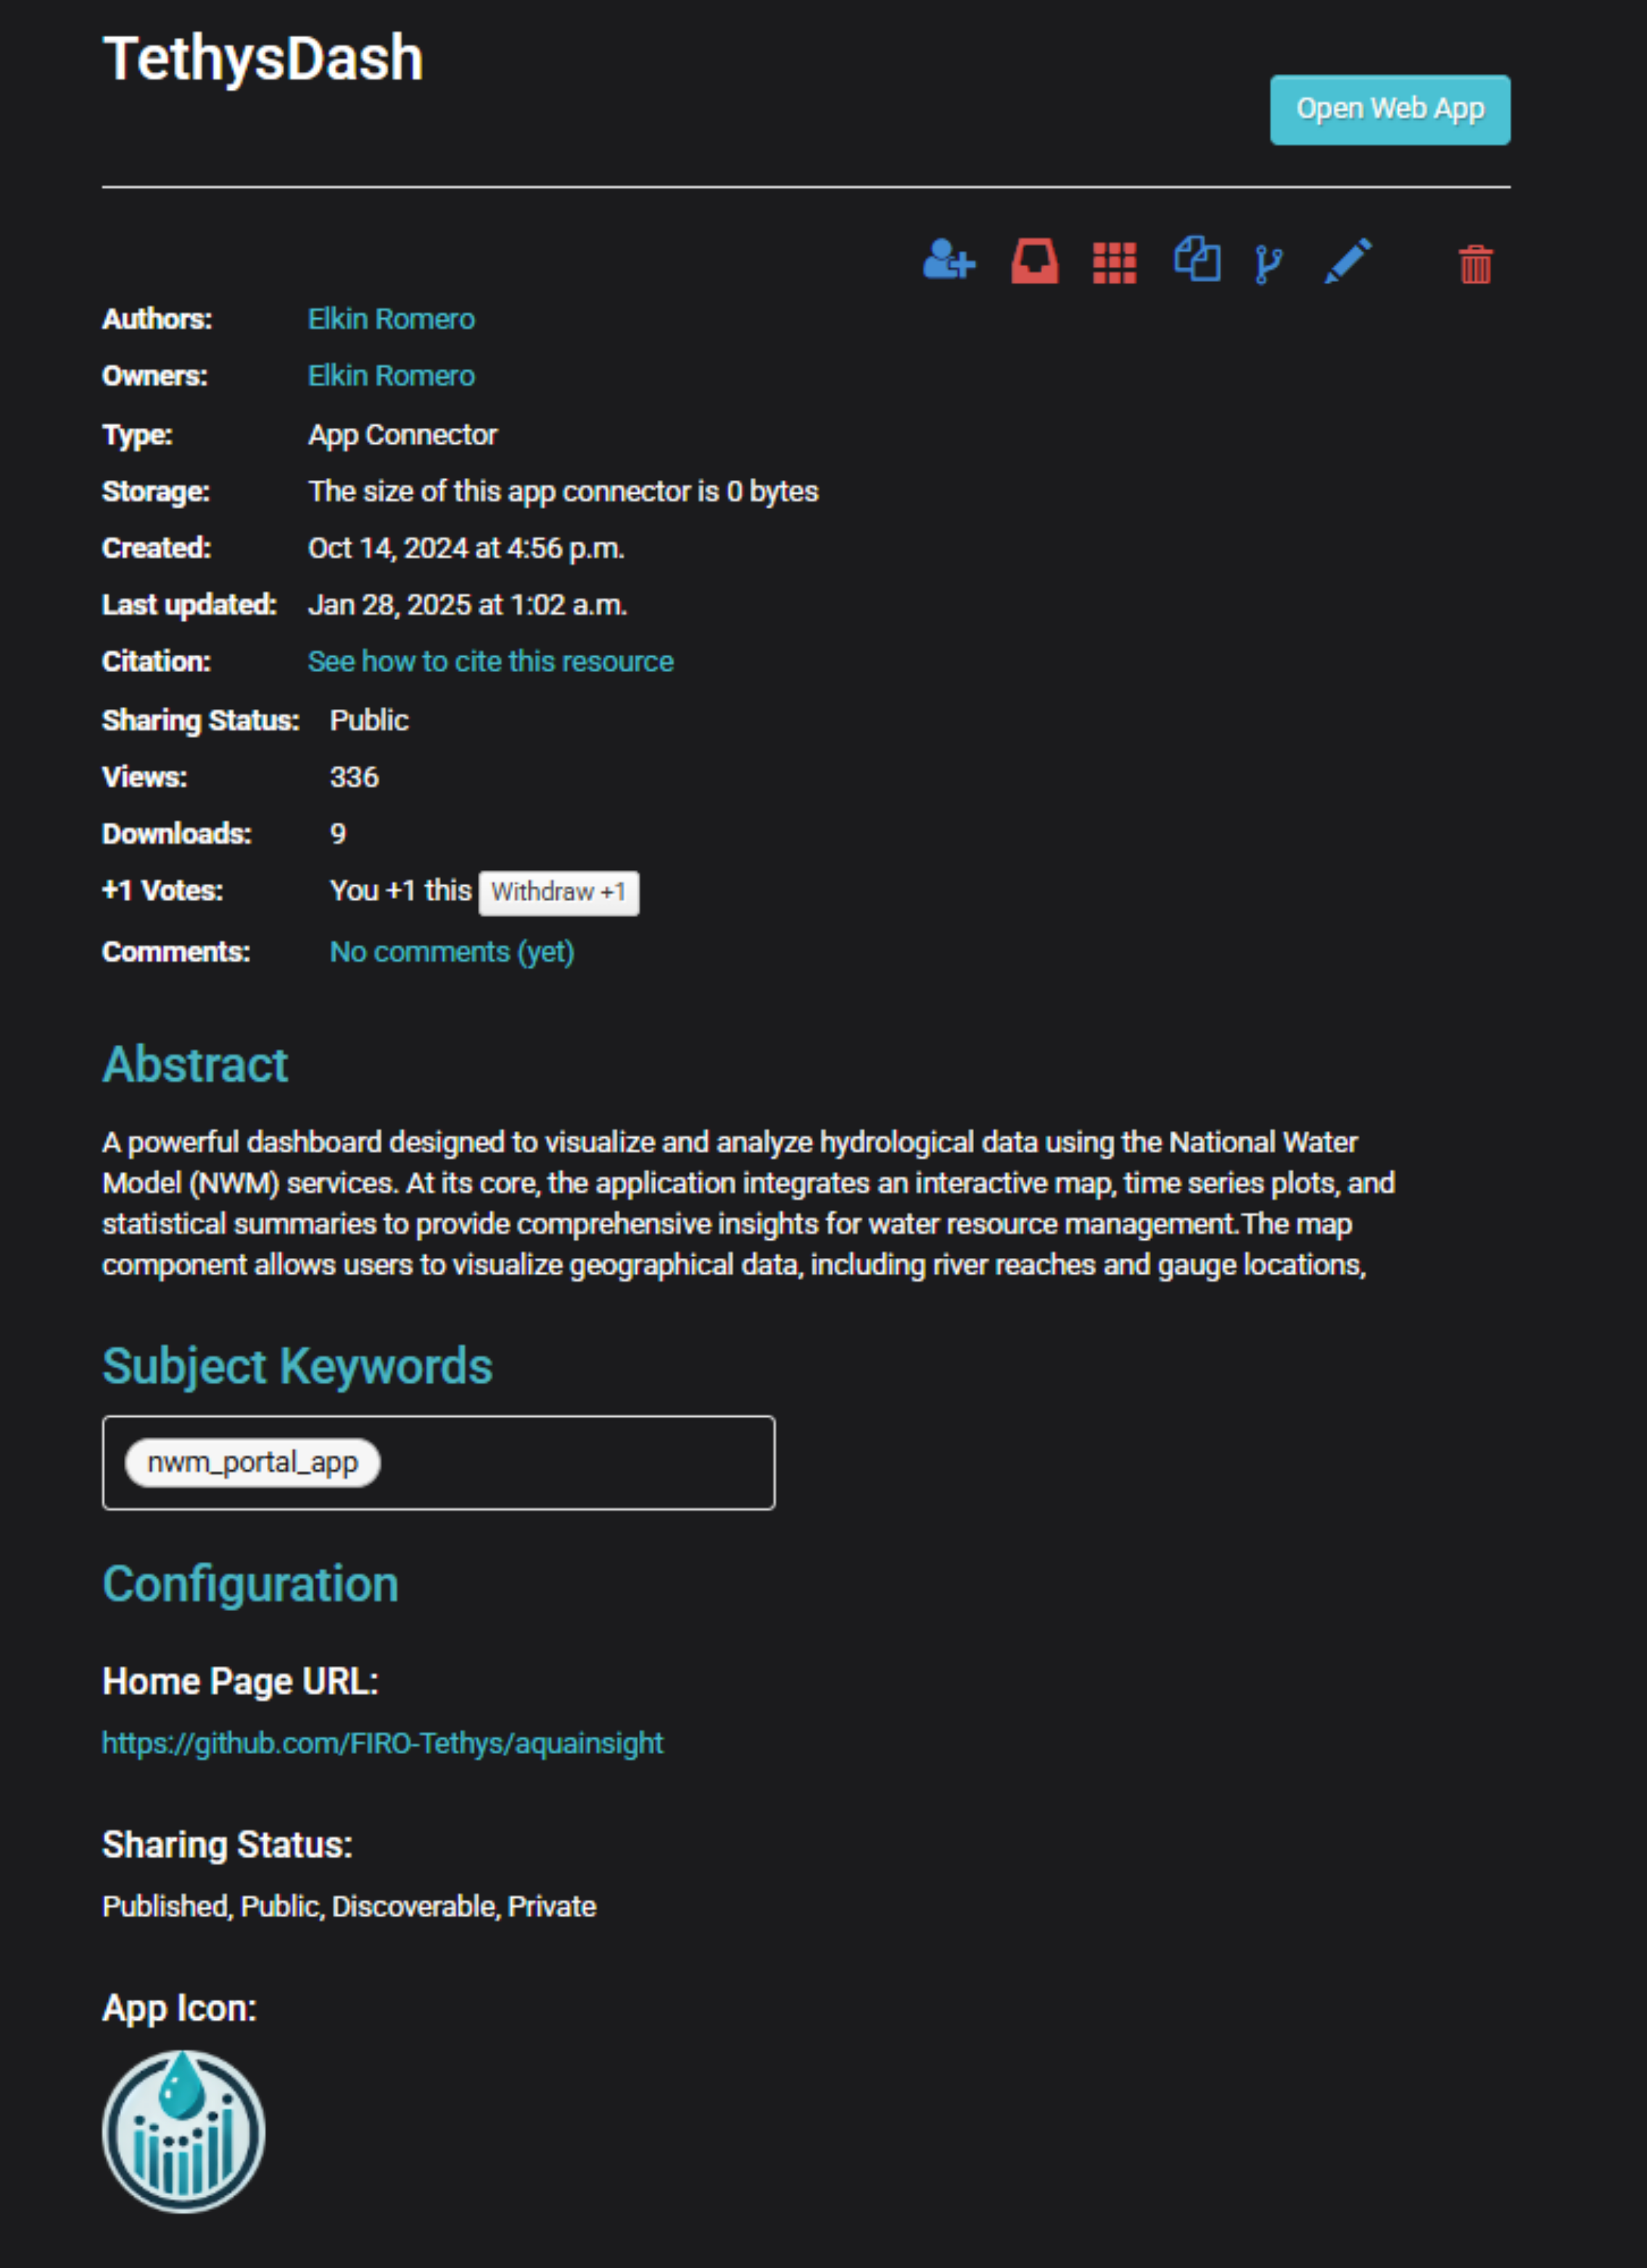 TethysDash
Open Web App
Authors: Elkin Romero
Owners: Elkin Romero
Type: App Connector
Storage: The size of this app connector is 0 bytes
Created: Oct 14, 2024 at 4:56 p.m.
Last updated: Jan 28, 2025 at 1:02 a.m.
Citation: See how to cite this resource
Sharing Status: Public
Views: 336
Downloads: 9
+1 Votes: You +1 this Withdraw +1
Comments: No comments (yet)
Abstract
A powerful dashboard designed to visualize and analyze hydrological data using the National Water
Model (NWM) services. At its core, the application integrates an interactive map, time series plots, and
statistical summaries to provide comprehensive insights for water resource management.The map
component allows users to visualize geographical data, including river reaches and gauge locations,
Subject Keywords
nwm_portal_app
Configuration
Home Page URL:
https://github.com/FIRO-Tethys/aquainsight
Sharing Status:
Published, Public, Discoverable, Private
App Icon: